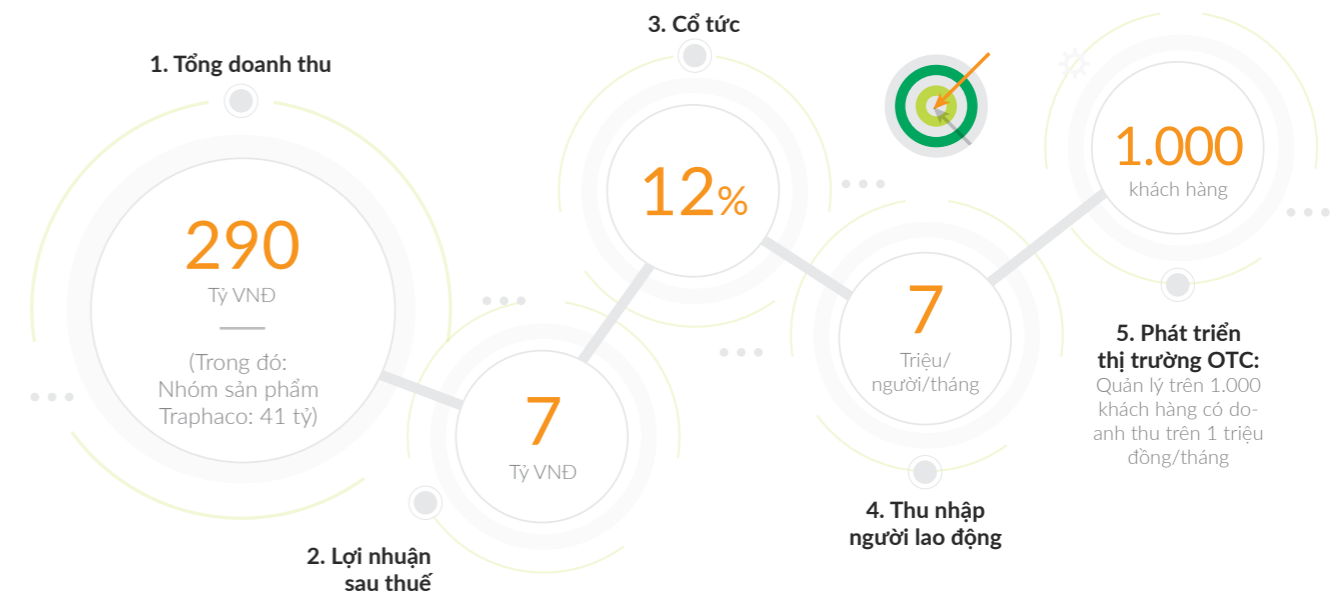 1. Tổng doanh thu
290
Tỷ VNĐ
(Trong đó:
Nhóm sản phẩm
Traphaco: 41 tỷ)
7
Tỷ VNĐ
2. Lợi nhuận
sau thuế
3. Cổ tức
12%
7
Triệu/
người/tháng
4. Thu nhập
người lao động
1.000
khách hàng
5. Phát triển
thị trường OTC:
Quản lý trên 1.000
khách hàng có do-
anh thu trên 1 triệu
đồng/tháng